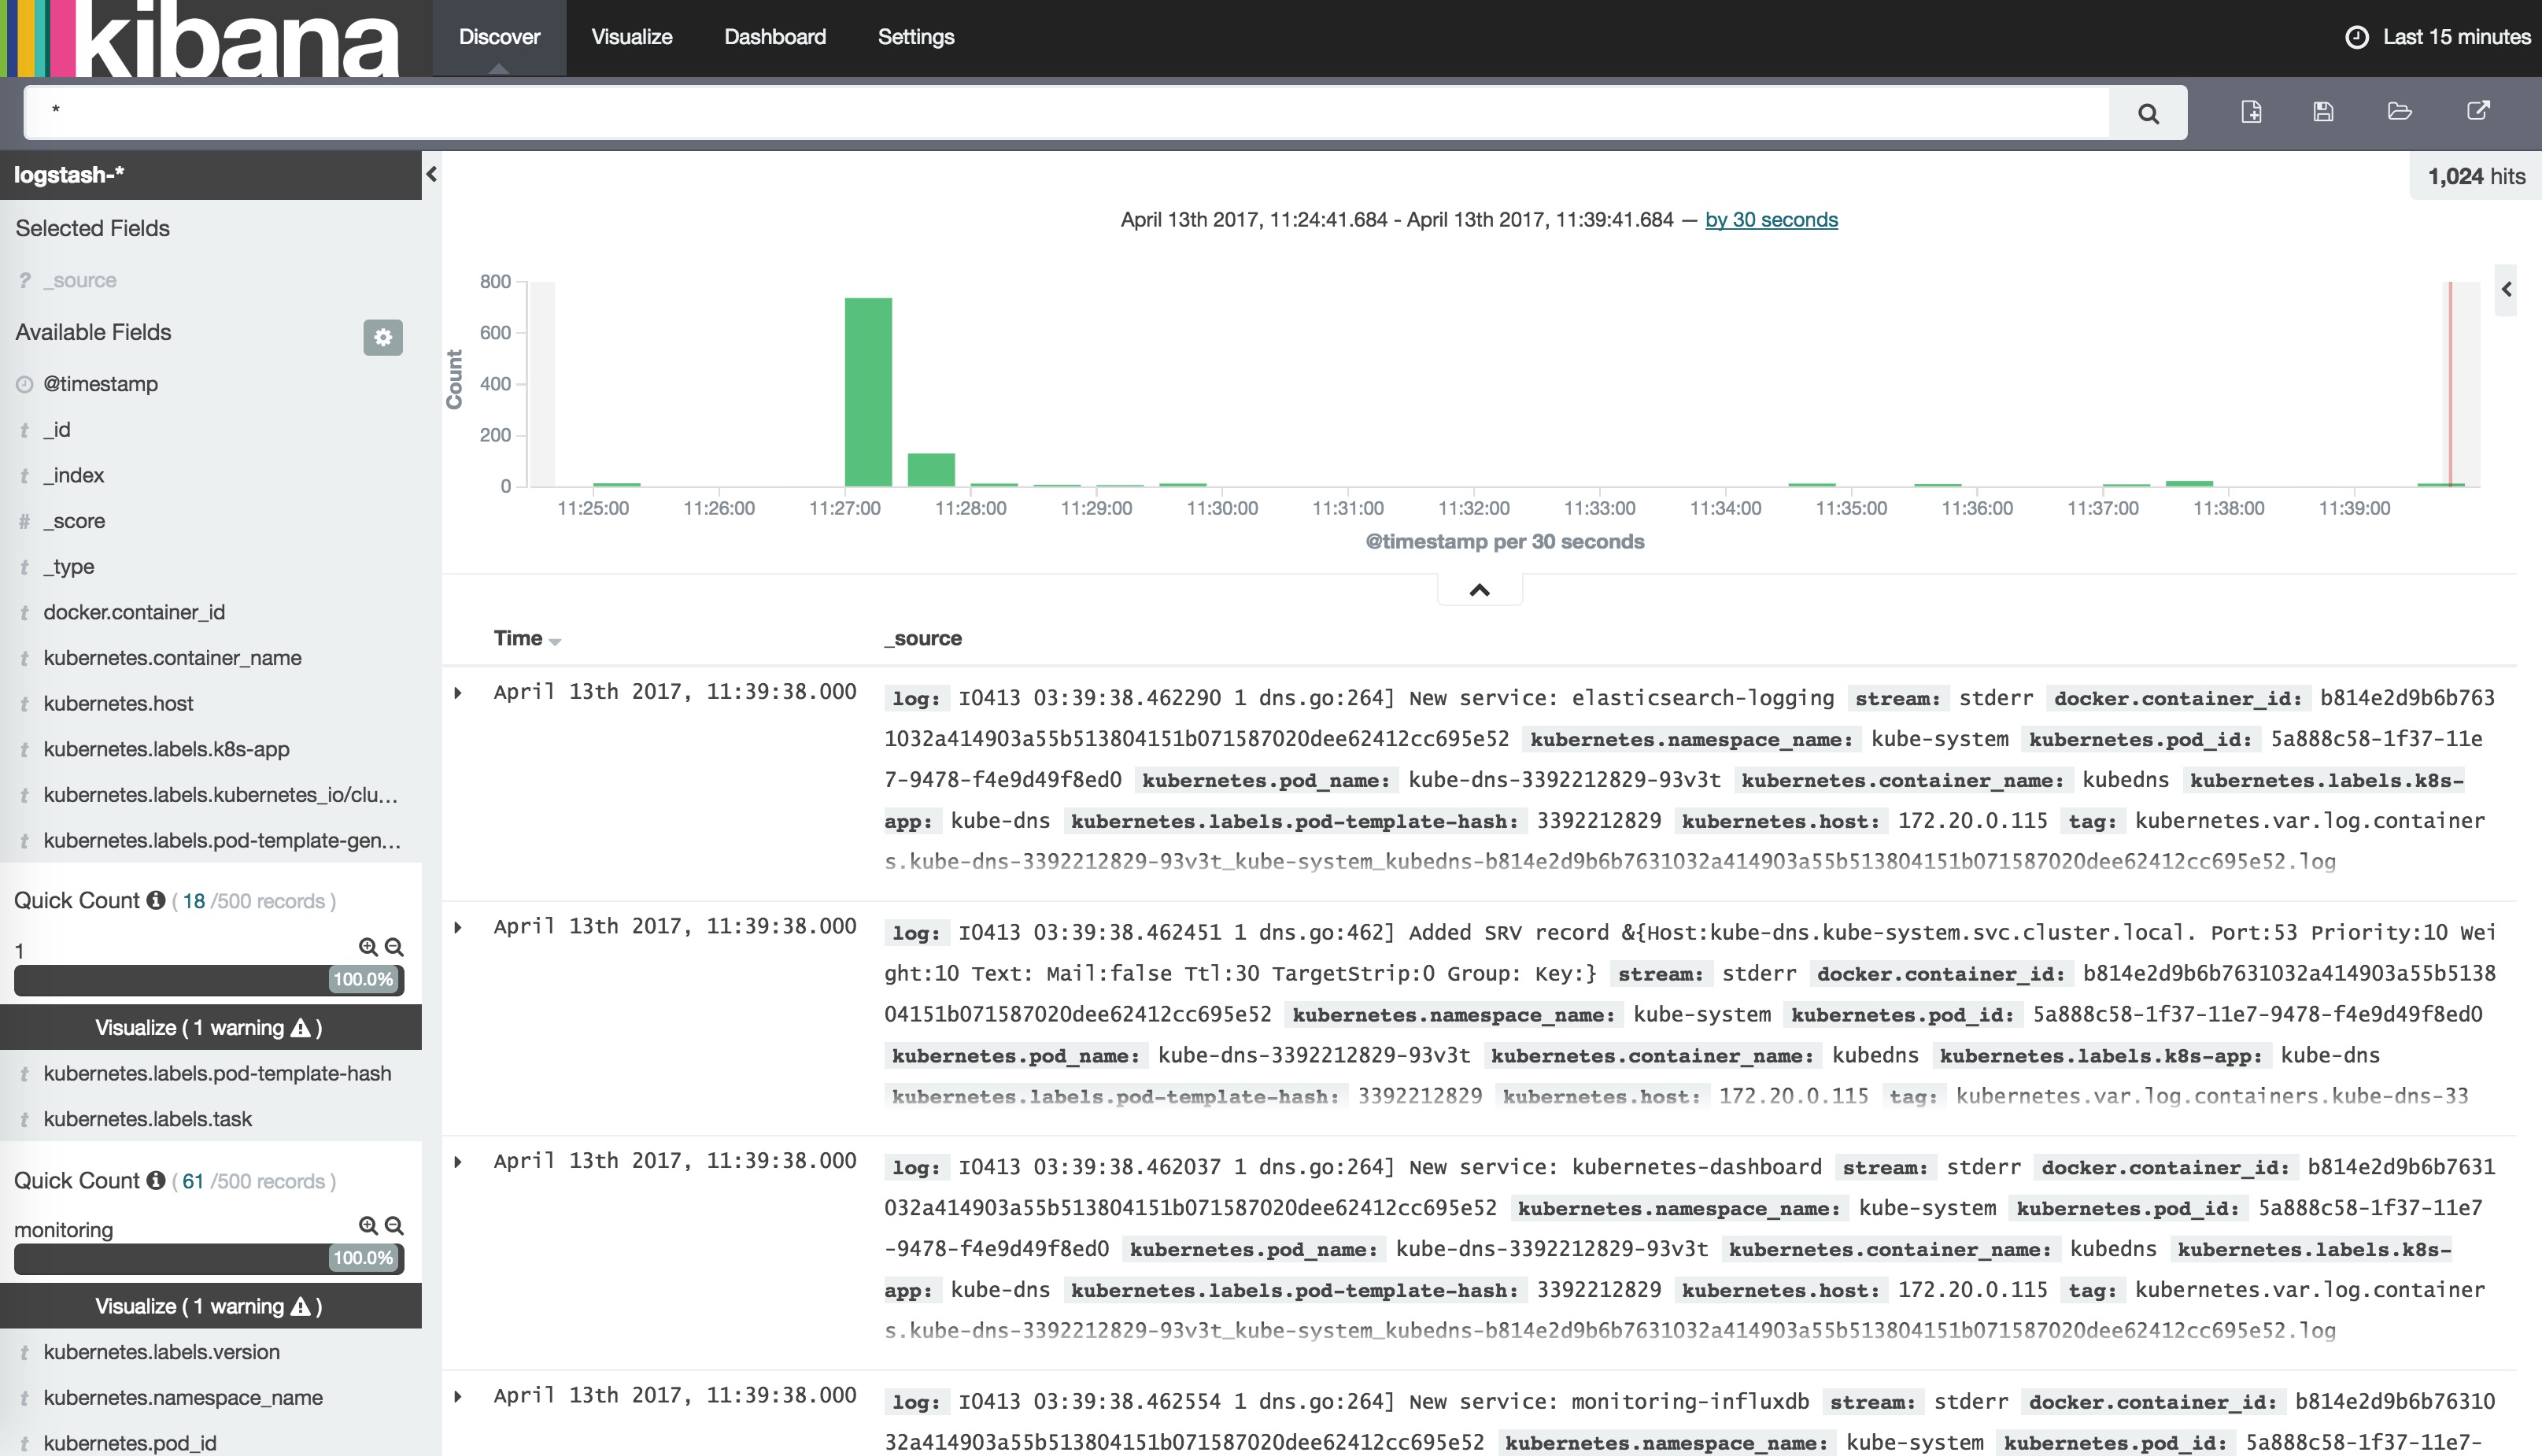 kibana
Discover Visualize Dashboard Settings Last 15 minutes
*
logstash-*
1,024 hits
Selected Fields
? _source
Available Fields
@timestamp
t _id
t _index
# _score
t _type
t docker.container_id
t kubernetes.container_name
t kubernetes.host
t kubernetes.labels.k8s-app
t kubernetes.labels.kubernetes_io/clu...
t kubernetes.labels.pod-template-gen...
Quick Count ( 18 /500 records )
1
100.0%
Visualize ( 1 warning )
t kubernetes.labels.pod-template-hash
t kubernetes.labels.task
Quick Count ( 61 /500 records )
monitoring
100.0%
Visualize ( 1 warning )
t kubernetes.labels.version
t kubernetes.namespace_name
t kubernetes.pod_id
April 13th 2017, 11:24:41.684 - April 13th 2017, 11:39:41.684 — by 30 seconds
Count
800
600
400
200
0
11:25:00 11:26:00 11:27:00 11:28:00 11:29:00 11:30:00 11:31:00 11:32:00 11:33:00 11:34:00 11:35:00 11:36:00 11:37:00 11:38:00 11:39:00
@timestamp per 30 seconds
Time _source
April 13th 2017, 11:39:38.000 log: I0413 03:39:38.462290 1 dns.go:264] New service: elasticsearch-logging stream: stderr docker.container_id: b814e2d9b6b763
1032a414903a55b513804151b071587020dee62412cc695e52 kubernetes.namespace_name: kube-system kubernetes.pod_id: 5a888c58-1f37-11e
7-9478-f4e9d49f8ed0 kubernetes.pod_name: kube-dns-3392212829-93v3t kubernetes.container_name: kubedns kubernetes.labels.k8s-
app: kube-dns kubernetes.labels.pod-template-hash: 3392212829 kubernetes.host: 172.20.0.115 tag: kubernetes.var.log.container
s.kube-dns-3392212829-93v3t_kube-system_kubedns-b814e2d9b6b7631032a414903a55b513804151b071587020dee62412cc695e52.log
April 13th 2017, 11:39:38.000 log: I0413 03:39:38.462451 1 dns.go:462] Added SRV record &{Host:kube-dns.kube-system.svc.cluster.local. Port:53 Priority:10 Wei
ght:10 Text: Mail:false Ttl:30 TargetStrip:0 Group: Key:} stream: stderr docker.container_id: b814e2d9b6b7631032a414903a55b5138
04151b071587020dee62412cc695e52 kubernetes.namespace_name: kube-system kubernetes.pod_id: 5a888c58-1f37-11e7-9478-f4e9d49f8ed0
kubernetes.pod_name: kube-dns-3392212829-93v3t kubernetes.container_name: kubedns kubernetes.labels.k8s-app: kube-dns
kubernetes.labels.pod-template-hash: 3392212829 kubernetes.host: 172.20.0.115 tag: kubernetes.var.log.containers.kube-dns-33
April 13th 2017, 11:39:38.000 log: I0413 03:39:38.462037 1 dns.go:264] New service: kubernetes-dashboard stream: stderr docker.container_id: b814e2d9b6b7631
032a414903a55b513804151b071587020dee62412cc695e52 kubernetes.namespace_name: kube-system kubernetes.pod_id: 5a888c58-1f37-11e7
-9478-f4e9d49f8ed0 kubernetes.pod_name: kube-dns-3392212829-93v3t kubernetes.container_name: kubedns kubernetes.labels.k8s-
app: kube-dns kubernetes.labels.pod-template-hash: 3392212829 kubernetes.host: 172.20.0.115 tag: kubernetes.var.log.container
s.kube-dns-3392212829-93v3t_kube-system_kubedns-b814e2d9b6b7631032a414903a55b513804151b071587020dee62412cc695e52.log
April 13th 2017, 11:39:38.000 log: I0413 03:39:38.462554 1 dns.go:264] New service: monitoring-influxdb stream: stderr docker.container_id: b814e2d9b6b76310
32a414903a55b513804151b071587020dee62412cc695e52 kubernetes.namespace_name: kube-system kubernetes.pod_id: 5a888c58-1f37-11e7-